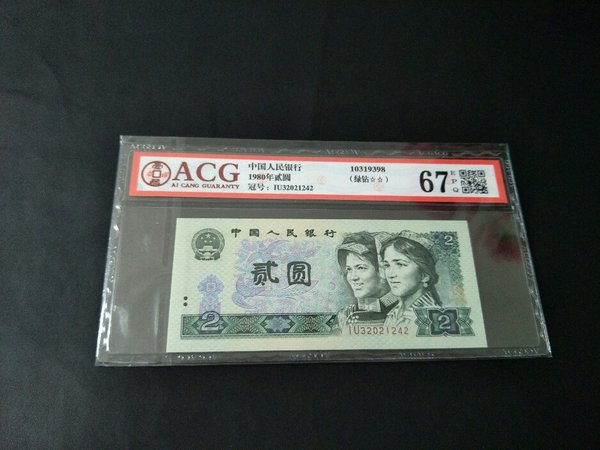 ACG
AI CANG GUARANTY
中国人民银行
1980年贰圆
冠号：IU32021242
10319398
（绿钻☆☆）
67
EPQ
中国人民银行
贰圆
2
2
2
IU32021242